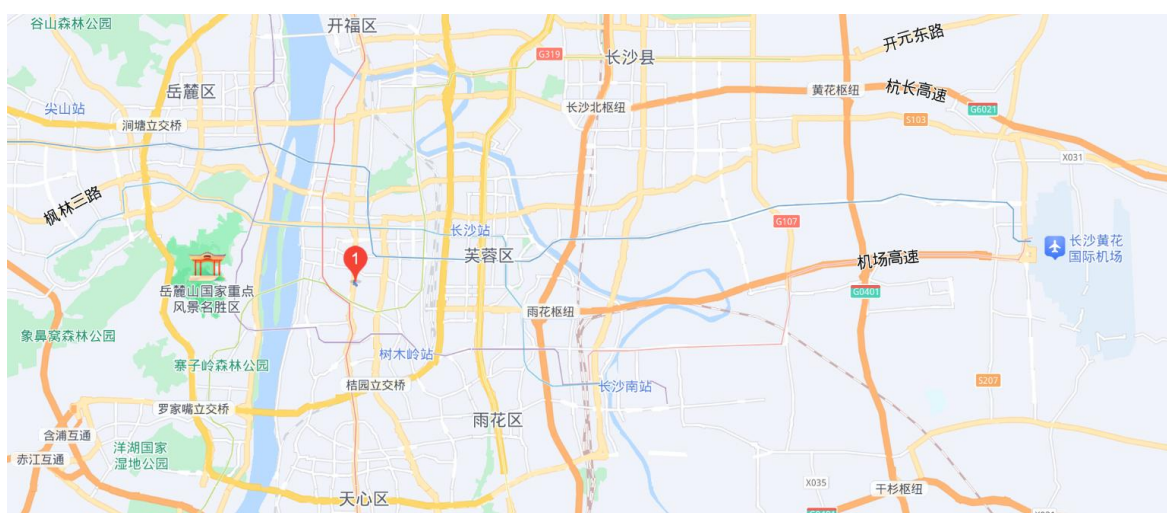 谷山森林公园
开福区
G319
长沙县
开元东路
岳麓区
尖山站
涧塘立交桥
长沙北枢纽
黄花枢纽
杭长高速
G6021
S103
X031
枫林三路
长沙站
G107
芙蓉区
1
机场高速
长沙黄花
国际机场
岳麓山国家重点
风景名胜区
G0401
雨花枢纽
象鼻窝森林公园
寨子岭森林公园
树木岭站
桔园立交桥
长沙南站
S207
罗家嘴立交桥
雨花区
含浦互通
赤江互通
洋湖国家
湿地公园
天心区
X035
干杉枢纽